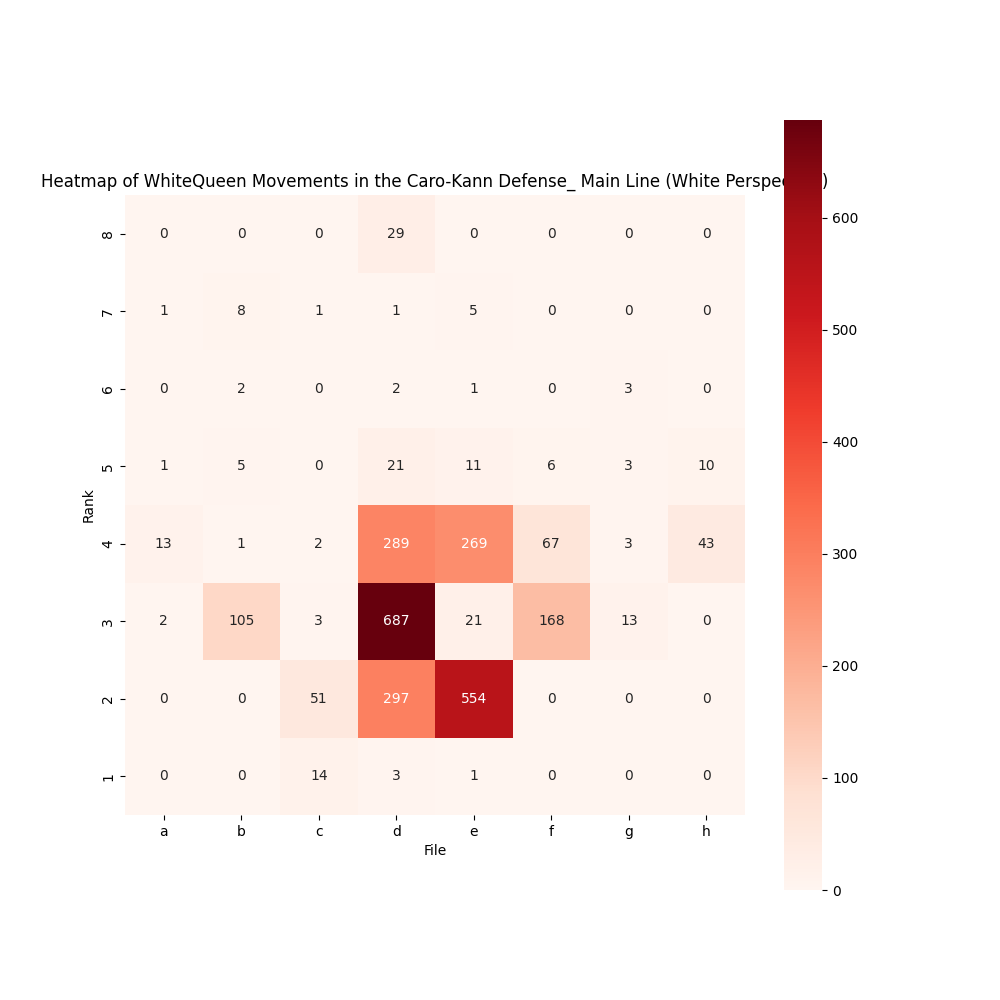 Heatmap of WhiteQueen Movements in the Caro-Kann Defense_ Main Line (White Perspe )
8 0 0 0 29 0 0 0 0
7 1 8 1 1 5 0 0 0
6 0 2 0 2 1 0 3 0
5 1 5 0 21 11 6 3 10
4 13 1 2 289 269 67 3 43
3 2 105 3 687 21 168 13 0
2 0 0 51 297 554 0 0 0
1 0 0 14 3 1 0 0 0
a b c d e f g h
File
Rank
600
500
400
300
200
100
0